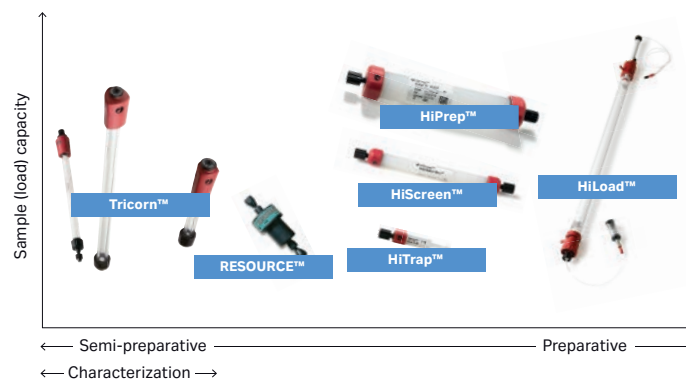 Sample (load) capacity
HiPrep™
HiScreen™
HiLoad™
Tricorn™
RESOURCE™
HiTrap™
Semi-preparative
Preparative
Characterization